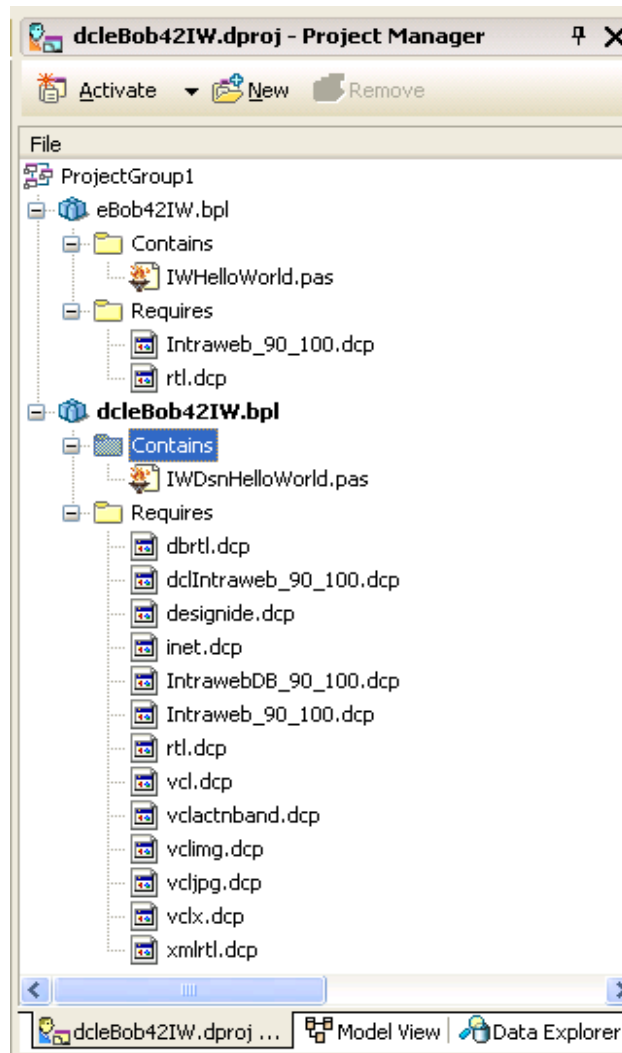 dcleBob42IW.dproj - Project Manager
Activate New Remove
File
ProjectGroup1
eBob42IW.bpl
Contains
IWHelloWorld.pas
Requires
Intraweb_90_100.dcp
rtl.dcp
dcleBob42IW.bpl
Contains
IWDsnHelloWorld.pas
Requires
dbrtl.dcp
dclIntraweb_90_100.dcp
designide.dcp
inet.dcp
IntrawebDB_90_100.dcp
Intraweb_90_100.dcp
rtl.dcp
vcl.dcp
vclactnband.dcp
vclimg.dcp
vcljpg.dcp
vclx.dcp
xmlrtl.dcp
dcleBob42IW.dproj ... Model View Data Explorer